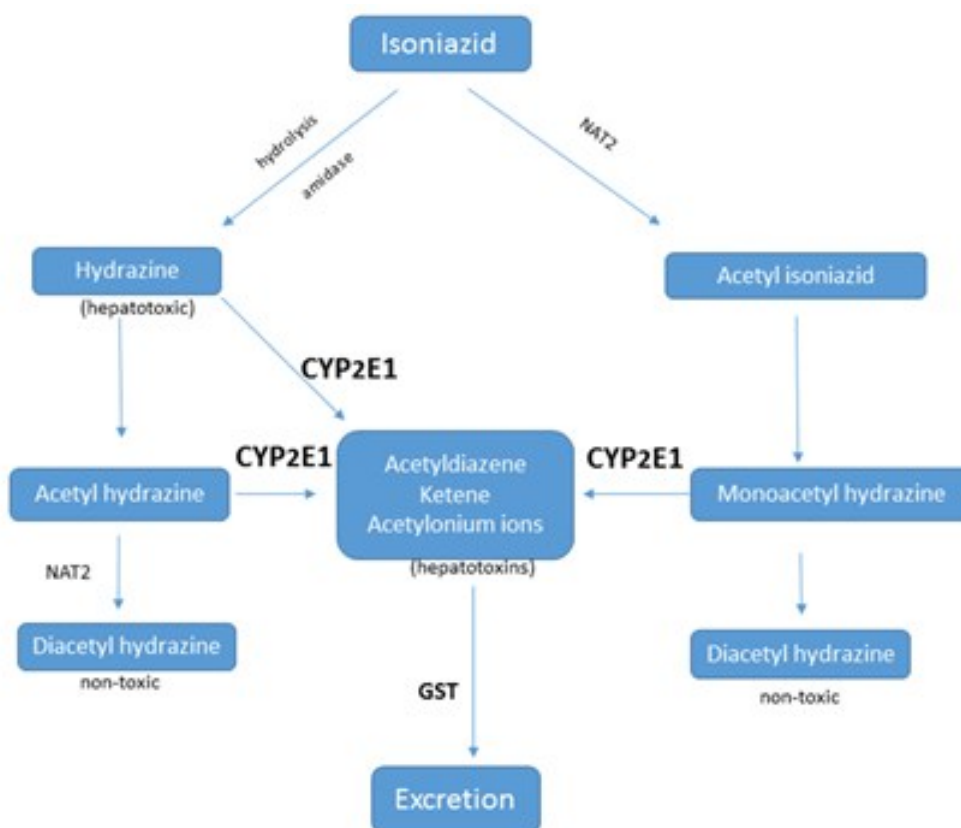 Isoniazid
hydrolysis
amidase
NAT2
Hydrazine
(hepatotoxic)
Acetyl isoniazid
CYP2E1
CYP2E1
CYP2E1
Acetyldiazene
Ketene
Acetylonium ions
(hepatotoxins)
Acetyl hydrazine
Monoacetyl hydrazine
NAT2
Diacetyl hydrazine
non-toxic
Diacetyl hydrazine
non-toxic
GST
Excretion